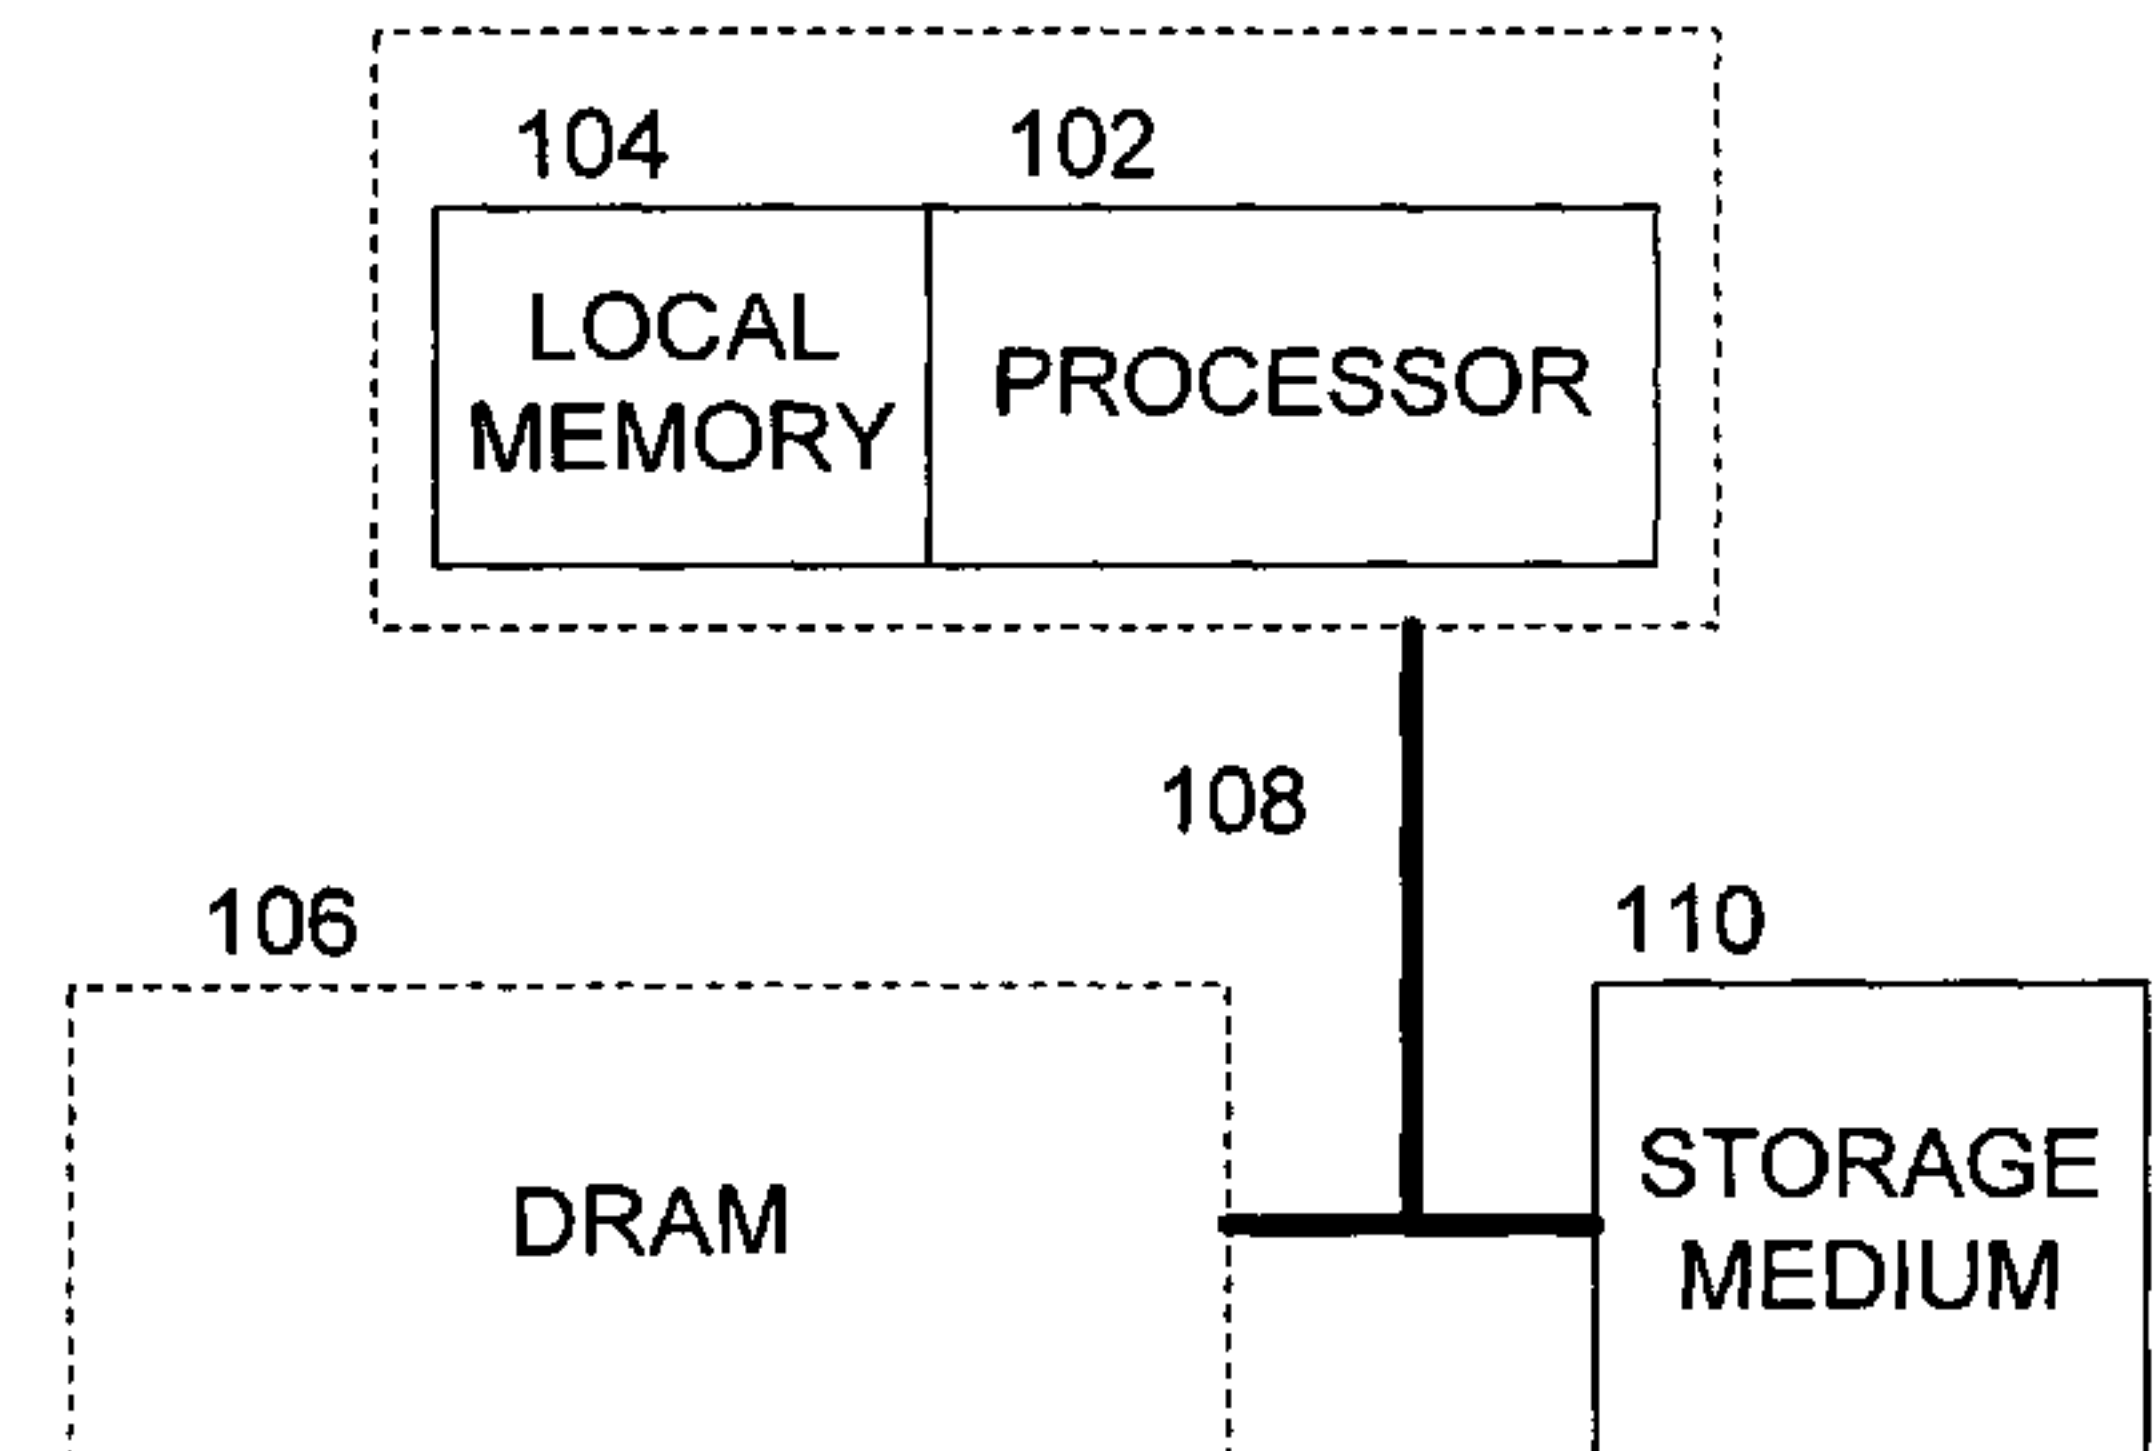 104
102
LOCAL
MEMORY
PROCESSOR
108
106
110
DRAM
STORAGE
MEDIUM